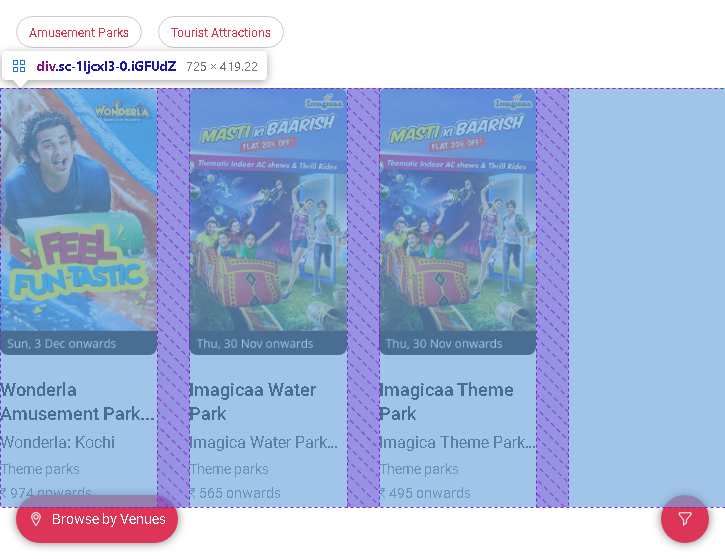 Amusement Parks
Tourist Attractions
div.sc-1ljcxl3-0.iGFUdZ 725 × 419.22
WONDERLA
FEEL
FUN-TASTIC
Sun, 3 Dec onwards
Wonderla
Amusement Park...
Wonderla: Kochi
Theme parks
₹ 974 onwards
Imagicaa
MASTI KI BAARISH
FLAT 20% OFF*
Thematic Indoor AC shows & Thrill Rides
Thu, 30 Nov onwards
Imagicaa Water
Park
Imagica Water Park...
Theme parks
₹ 565 onwards
Imagicaa
MASTI KI BAARISH
FLAT 20% OFF*
Thematic Indoor AC shows & Thrill Rides
Thu, 30 Nov onwards
Imagicaa Theme
Park
Imagica Theme Park...
Theme parks
₹ 495 onwards
Browse by Venues